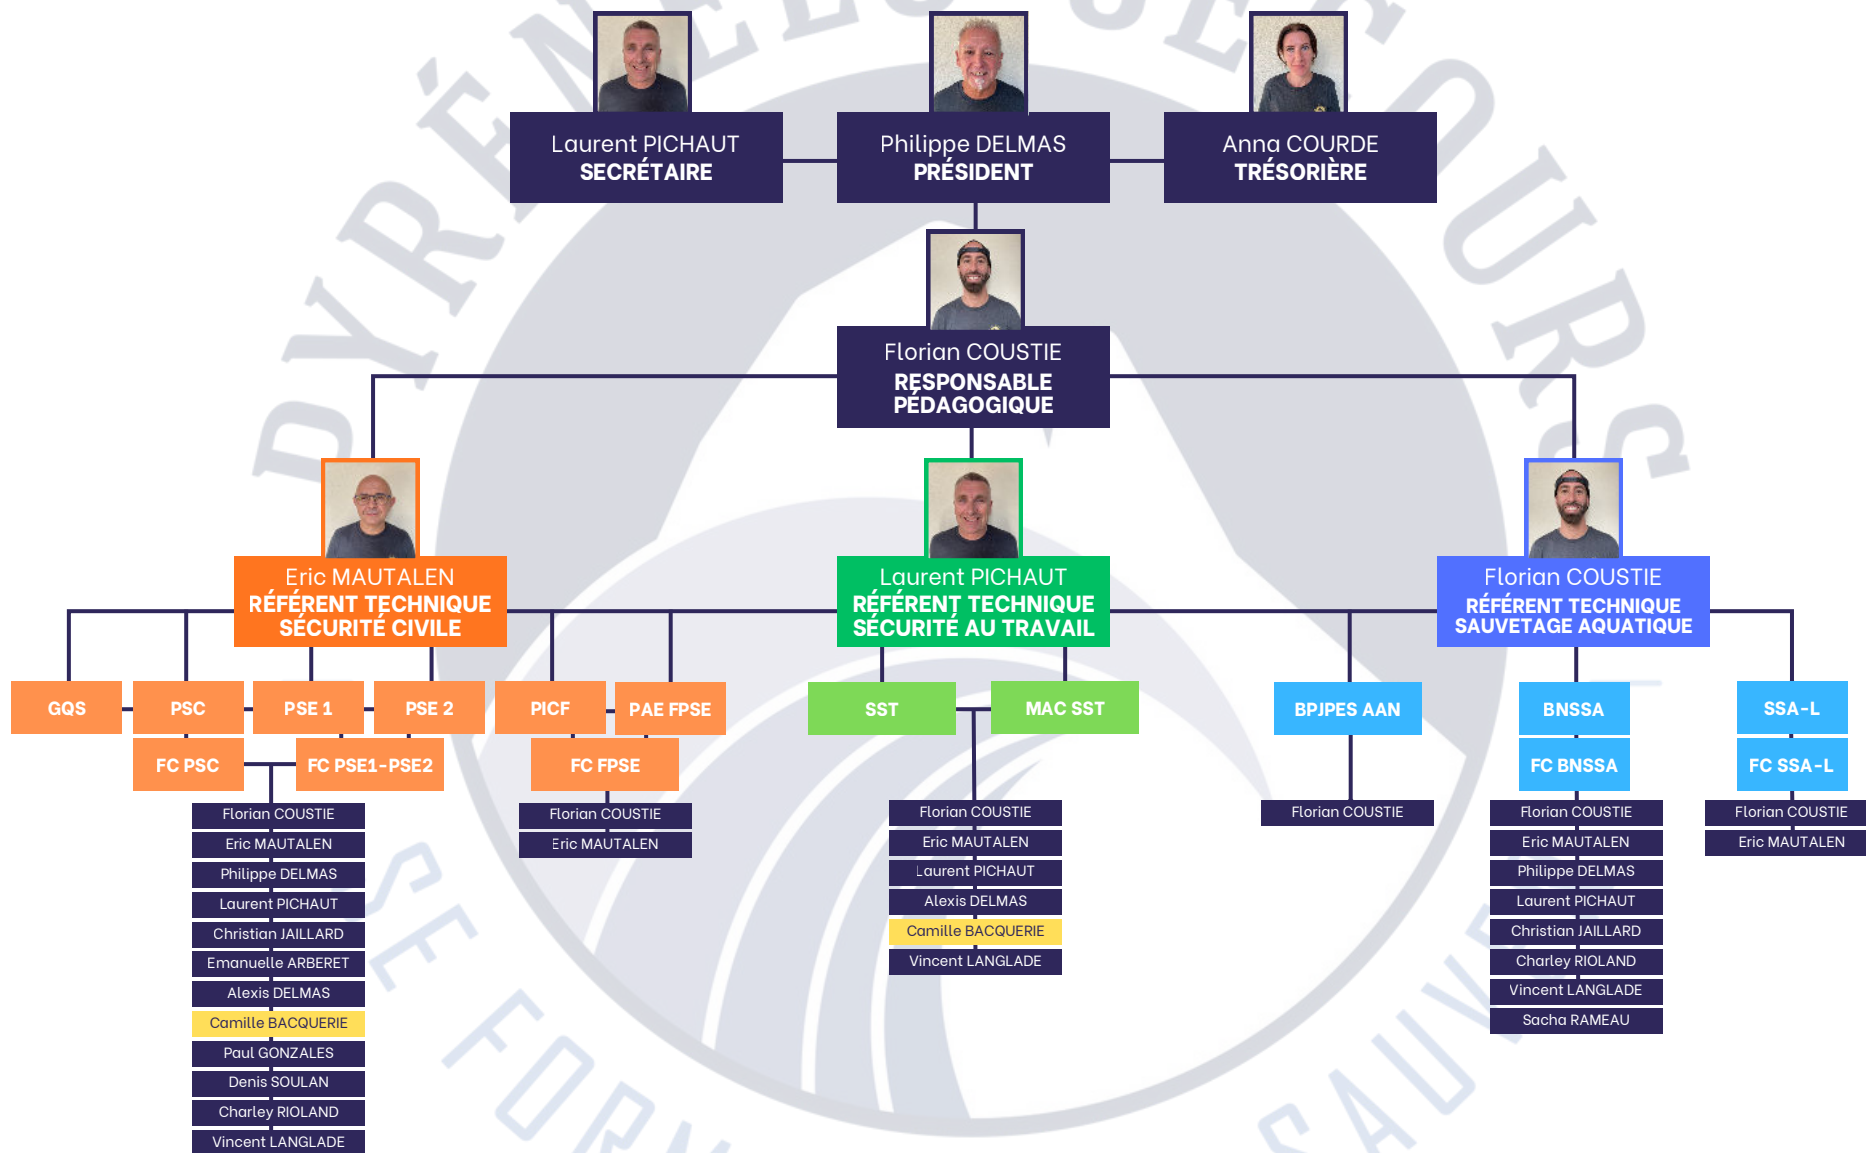 PYRÉNÉES SECOURS
Laurent PICHAUT
SECRÉTAIRE
Philippe DELMAS
PRÉSIDENT
Anna COURDE
TRÉSORIÈRE
Florian COUSTIE
RESPONSABLE
PÉDAGOGIQUE
Eric MAUTALEN
RÉFÉRENT TECHNIQUE
SÉCURITÉ CIVILE
Laurent PICHAUT
RÉFÉRENT TECHNIQUE
SÉCURITÉ AU TRAVAIL
Florian COUSTIE
RÉFÉRENT TECHNIQUE
SAUVETAGE AQUATIQUE
GQS
PSC
PSE 1
PSE 2
PICF
PAE FPSE
SST
MAC SST
BPJPES AAN
BNSSA
SSA-L
FC PSC
FC PSE1-PSE2
FC FPSE
FC BNSSA
FC SSA-L
Florian COUSTIE
Eric MAUTALEN
Philippe DELMAS
Laurent PICHAUT
Christian JAILLARD
Emanuelle ARBERET
Alexis DELMAS
Camille BACQUERIE
Paul GONZALES
Denis SOULAN
Charley RIOLAND
Vincent LANGLADE
Florian COUSTIE
Eric MAUTALEN
Florian COUSTIE
Eric MAUTALEN
Laurent PICHAUT
Alexis DELMAS
Camille BACQUERIE
Vincent LANGLADE
Florian COUSTIE
Florian COUSTIE
Eric MAUTALEN
Philippe DELMAS
Laurent PICHAUT
Christian JAILLARD
Charley RIOLAND
Vincent LANGLADE
Sacha RAMEAU
Florian COUSTIE
Eric MAUTALEN
SE